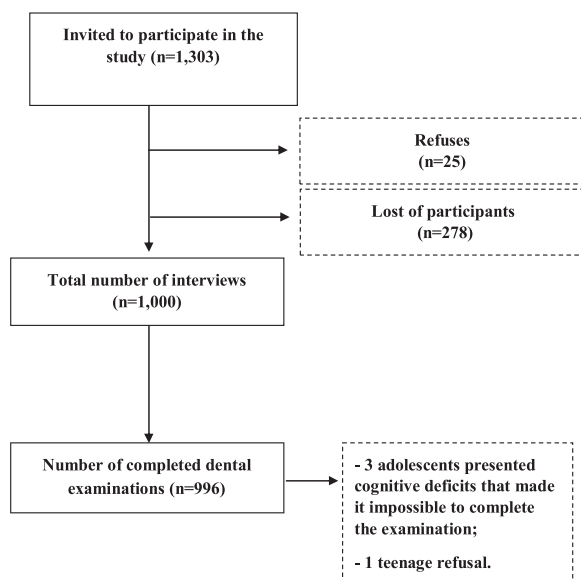 Invited to participate in the
study (n=1,303)
Refuses
(n=25)
Lost of participants
(n=278)
Total number of interviews
(n=1,000)
Number of completed dental
examinations (n=996)
- 3 adolescents presented
cognitive deficits that made
it impossible to complete
the examination;
- 1 teenage refusal.